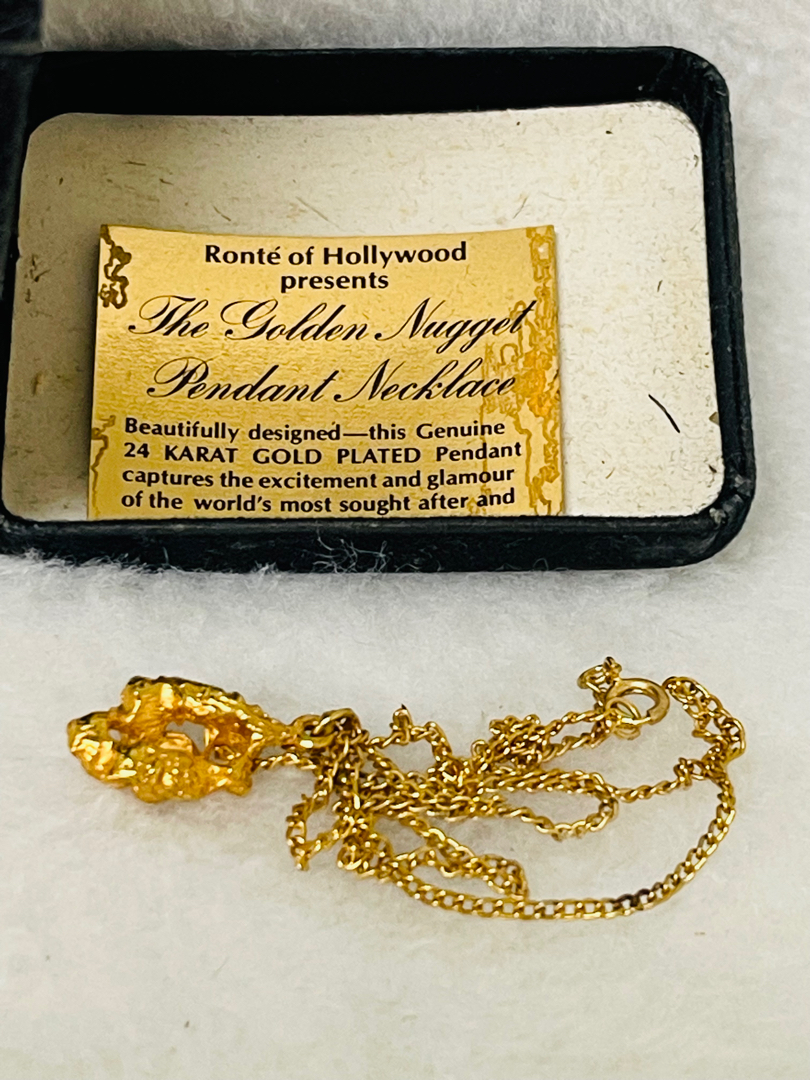 Ronté of Hollywood
presents
The Golden Nugget
Pendant Necklace
Beautifully designed—this Genuine
24 KARAT GOLD PLATED Pendant
captures the excitement and glamour
of the world's most sought after and